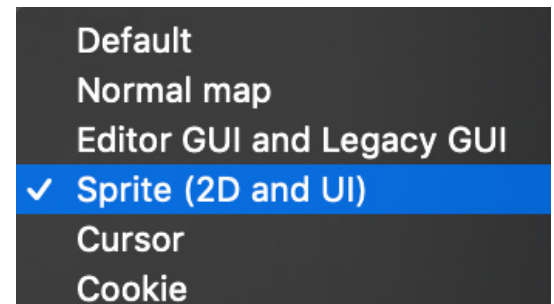 Default
Normal map
Editor GUI and Legacy GUI
Sprite (2D and UI)
Cursor
Cookie